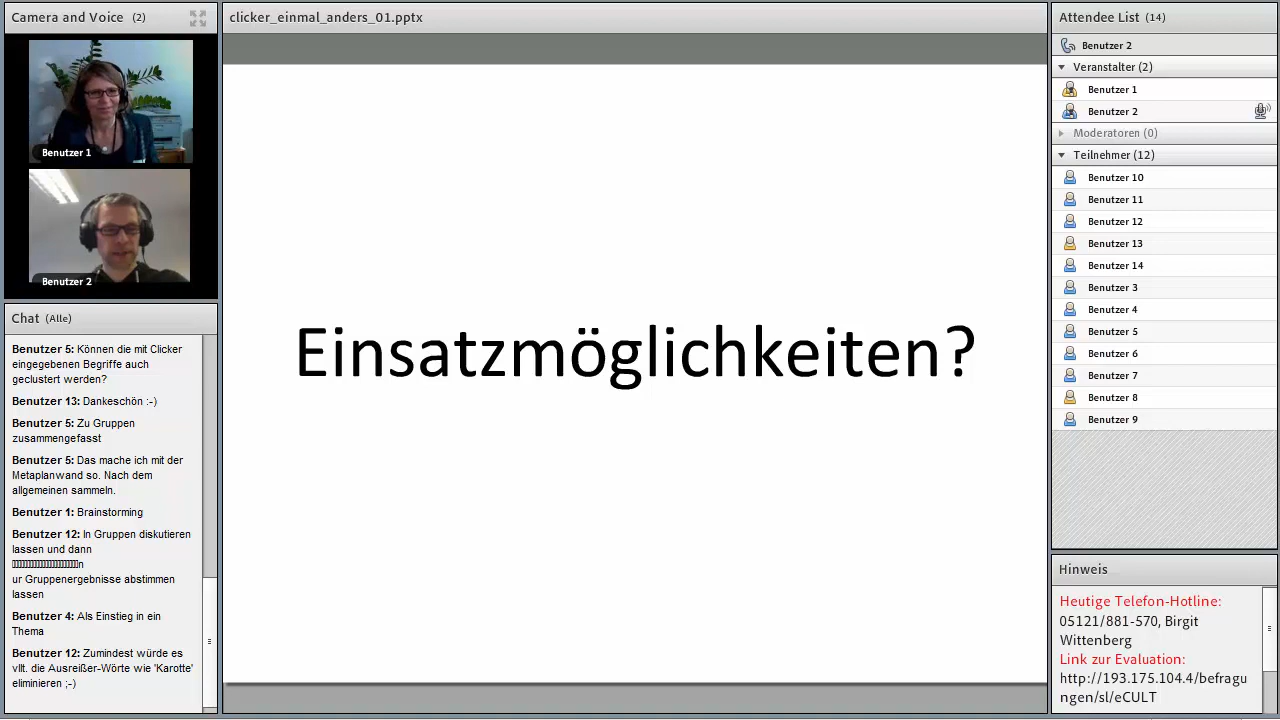 Camera and Voice (2)
Benutzer 1
Benutzer 2
Chat (Alle)
Benutzer 5: Können die mit Clicker
eingegebenen Begriffe auch
geclustert werden?
Benutzer 13: Dankeschön :-)
Benutzer 5: Zu Gruppen
zusammengefasst
Benutzer 5: Das mache ich mit der
Metaplanwand so. Nach dem
allgemeinen sammeln.
Benutzer 1: Brainstorming
Benutzer 12: In Gruppen diskutieren
lassen und dann
n
ur Gruppenergebnisse abstimmen
lassen
Benutzer 4: Als Einstieg in ein
Thema
Benutzer 12: Zumindest würde es
vllt. die Ausreißer-Wörte wie 'Karotte'
eliminieren ;-)
clicker_einmal_anders_01.pptx
Einsatzmöglichkeiten?
Attendee List (14)
Benutzer 2
Veranstalter (2)
Benutzer 1
Benutzer 2
Moderatoren (0)
Teilnehmer (12)
Benutzer 10
Benutzer 11
Benutzer 12
Benutzer 13
Benutzer 14
Benutzer 3
Benutzer 4
Benutzer 5
Benutzer 6
Benutzer 7
Benutzer 8
Benutzer 9
Hinweis
Heutige Telefon-Hotline:
05121/881-570, Birgit
Wittenberg
Link zur Evaluation:
http://193.175.104.4/befragu
ngen/sl/eCULT